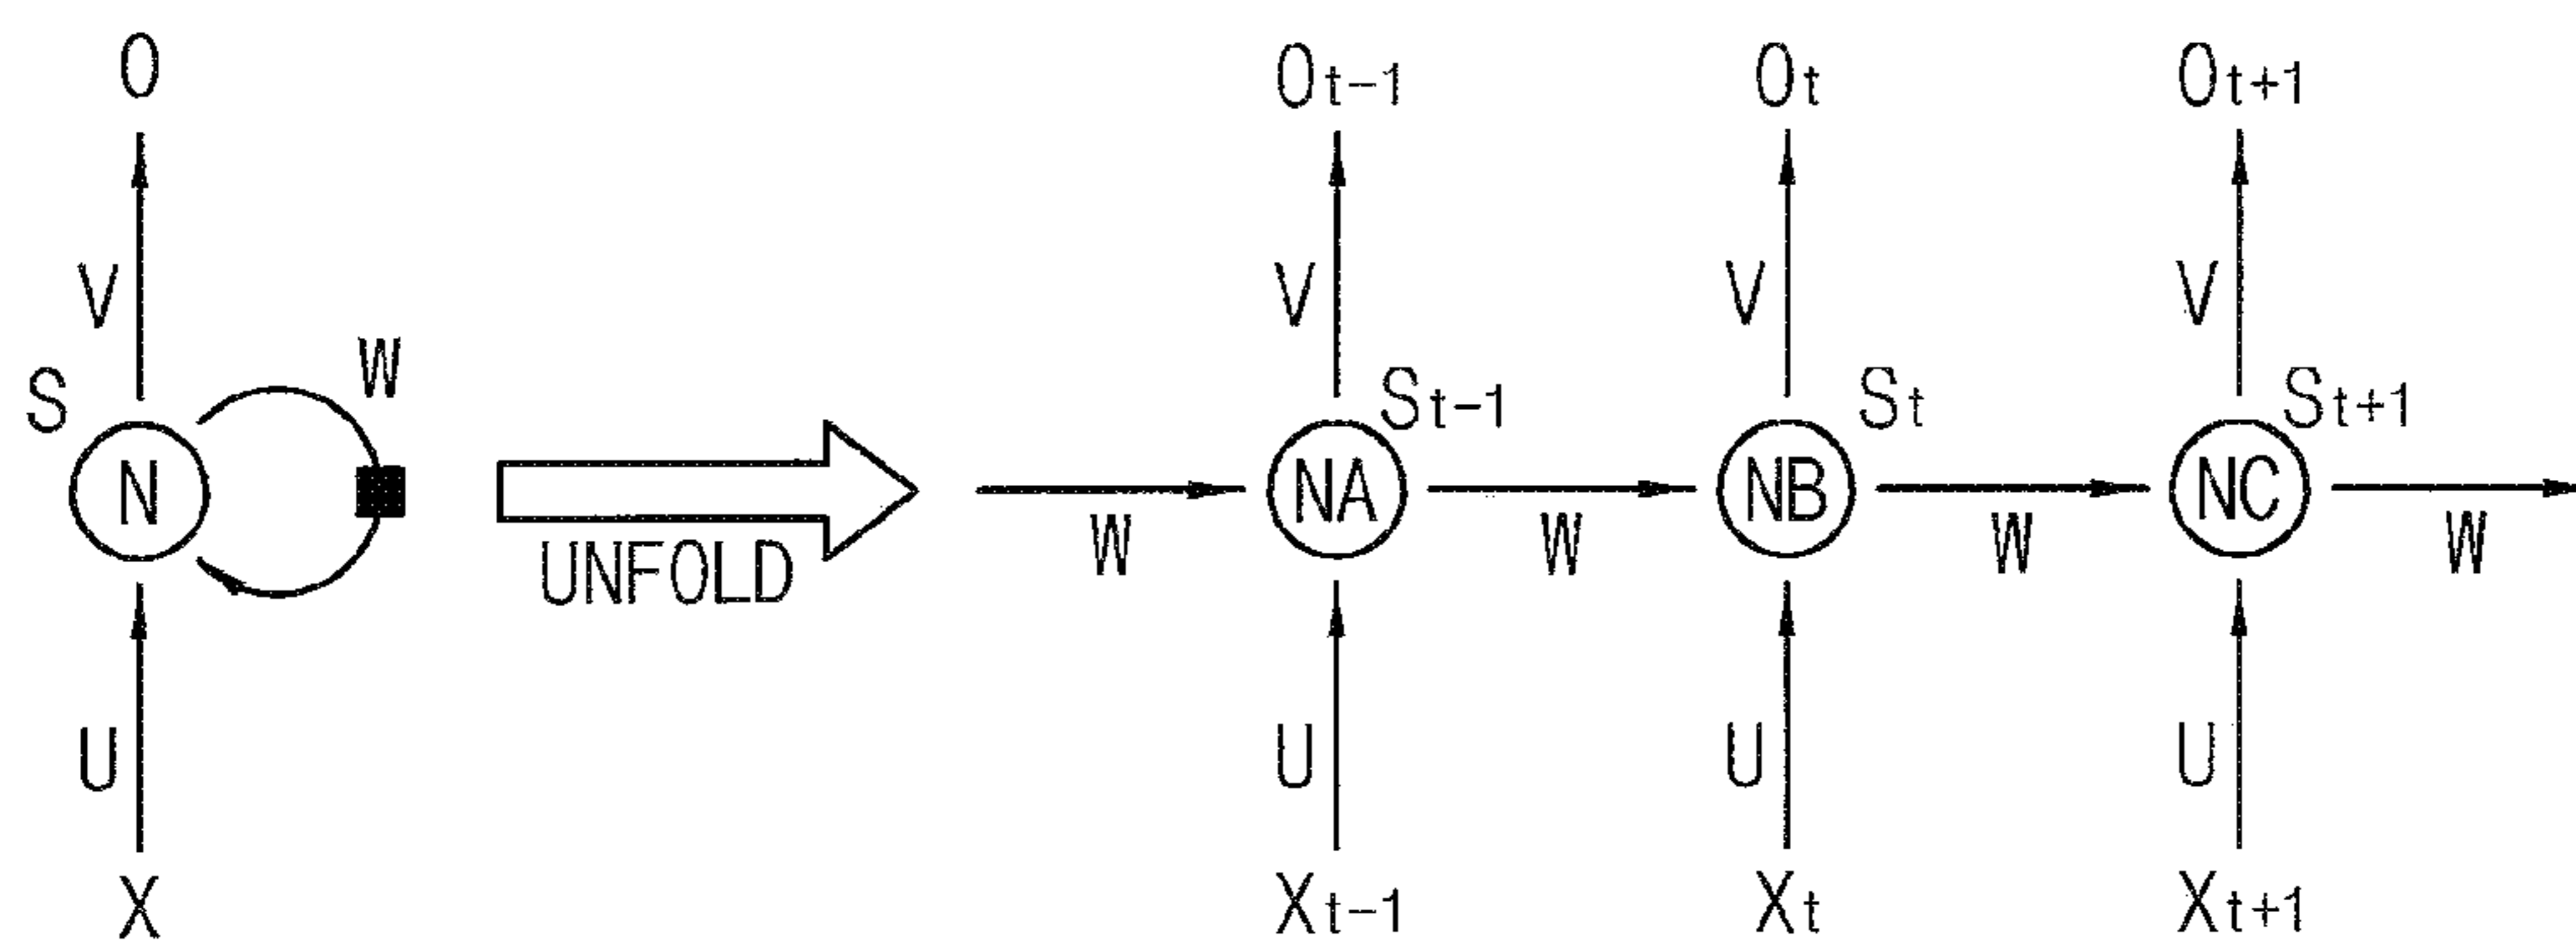 O
V
S
W
N
UNFOLD
U
X
Ot-1 Ot Ot+1
V V V
St-1 St St+1
NA NB NC
W W W W
U U U
Xt-1 Xt Xt+1